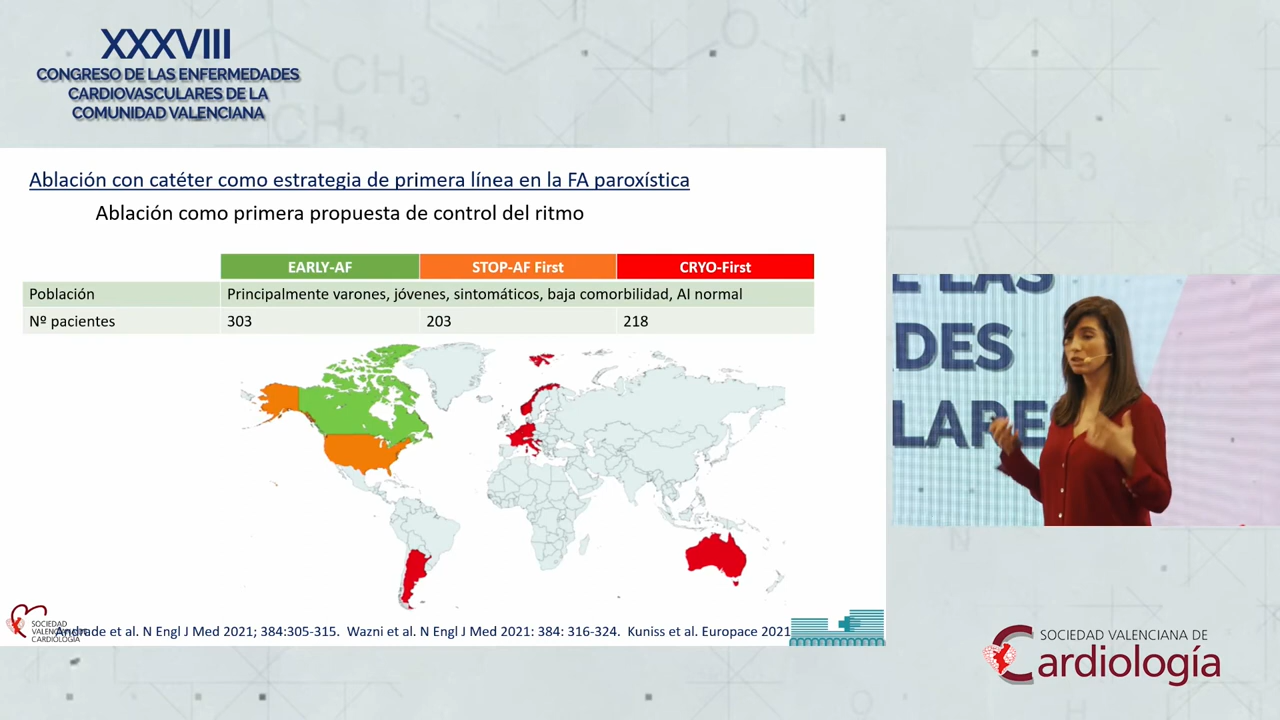 XXXVIII
CONGRESO DE LAS ENFERMEDADES
CARDIOVASCULARES DE LA
COMUNIDAD VALENCIANA
Ablación con catéter como estrategia de primera línea en la FA paroxística
Ablación como primera propuesta de control del ritmo
EARLY-AF STOP-AF First CRYO-First
Población Principalmente varones, jóvenes, sintomáticos, baja comorbilidad, AI normal
Nº pacientes 303 203 218
E LAS
DES
LARE
SOCIEDAD
VALENCIANA
CARDIOLOGÍA
Andrade et al. N Engl J Med 2021; 384:305-315. Wazni et al. N Engl J Med 2021: 384: 316-324. Kuniss et al. Europace 2021
SOCIEDAD VALENCIANA DE
Cardiología